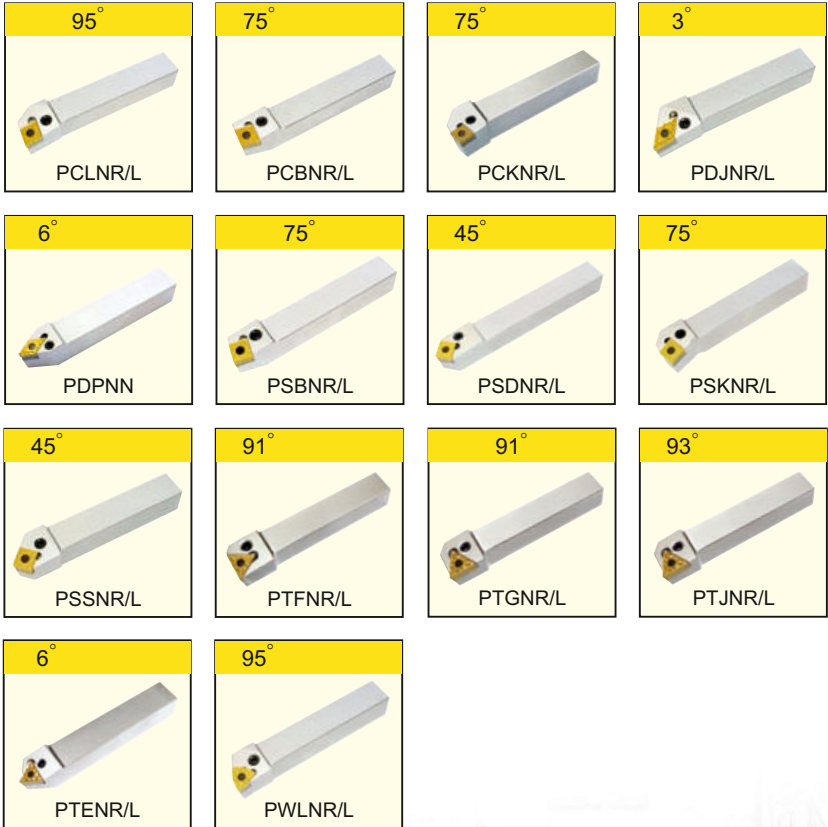 95°
PCLNR/L
75°
PCBNR/L
75°
PCKNR/L
3°
PDJNR/L
6°
PDPNN
75°
PSBNR/L
45°
PSDNR/L
75°
PSKNR/L
45°
PSSNR/L
91°
PTFNR/L
91°
PTGNR/L
93°
PTJNR/L
6°
PTENR/L
95°
PWLNR/L